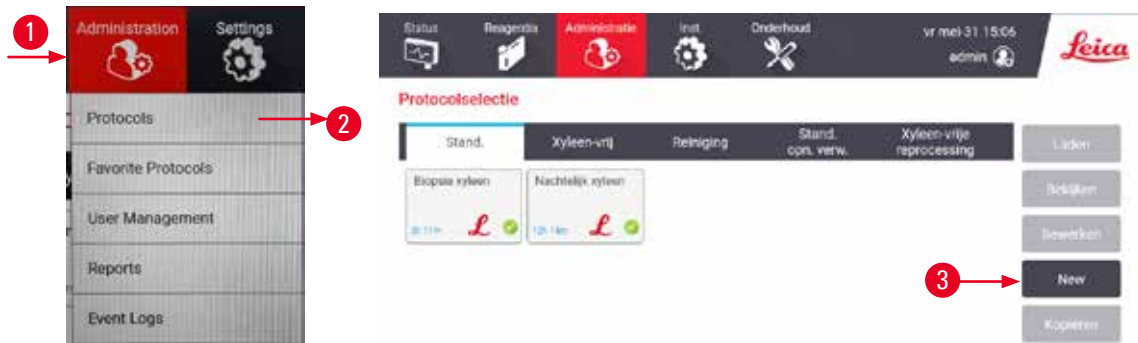 1
Administration Settings
Protocols
2
Favorite Protocols
User Management
Reports
Event Logs
Status Reagentia Administratie Inst. Onderhoud
vr mei 31 15:06
admin
Leica
Protocolselectie
Stand. Xyleen-vrij Reiniging Stand. opn. verw. Xyleen-vrije reprocessing
Biopsie xyleen Nachtelijk xyleen
L L
Laden
Bekijken
Bewerken
3
New
Kopiëren